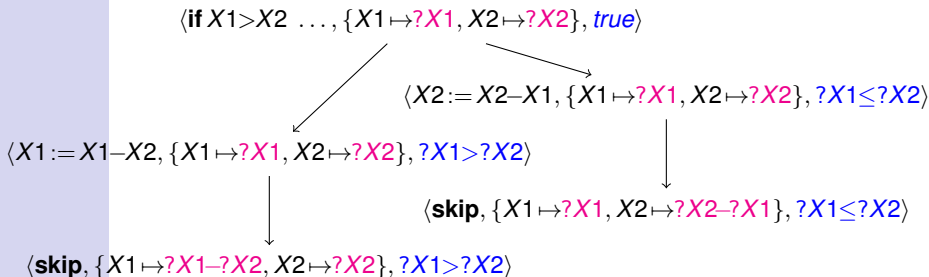 ⟨if X1>X2 ..., {X1↦?X1, X2↦?X2}, true⟩
⟨X2:=X2–X1, {X1↦?X1, X2↦?X2}, ?X1≤?X2⟩
⟨X1:=X1–X2, {X1↦?X1, X2↦?X2}, ?X1>?X2⟩
⟨skip, {X1↦?X1, X2↦?X2–?X1}, ?X1≤?X2⟩
⟨skip, {X1↦?X1–?X2, X2↦?X2}, ?X1>?X2⟩